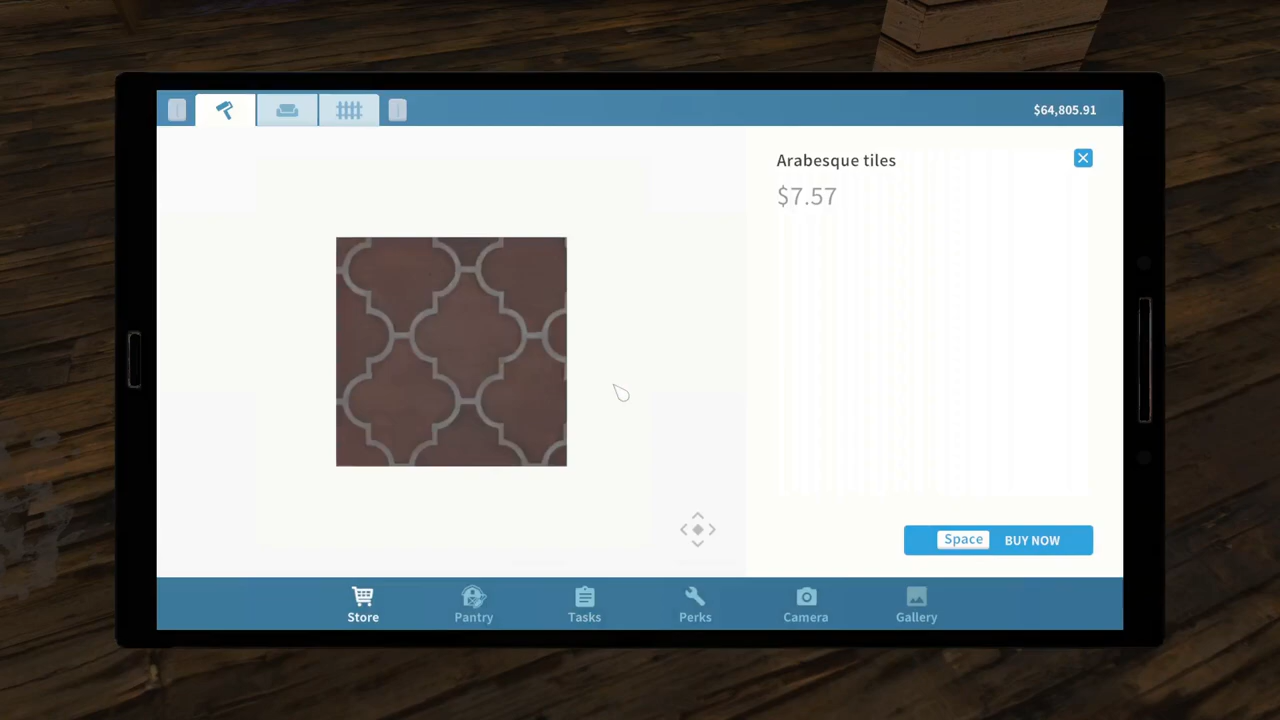 $64,805.91
Arabesque tiles
$7.57
Space BUY NOW
Store Pantry Tasks Perks Camera Gallery